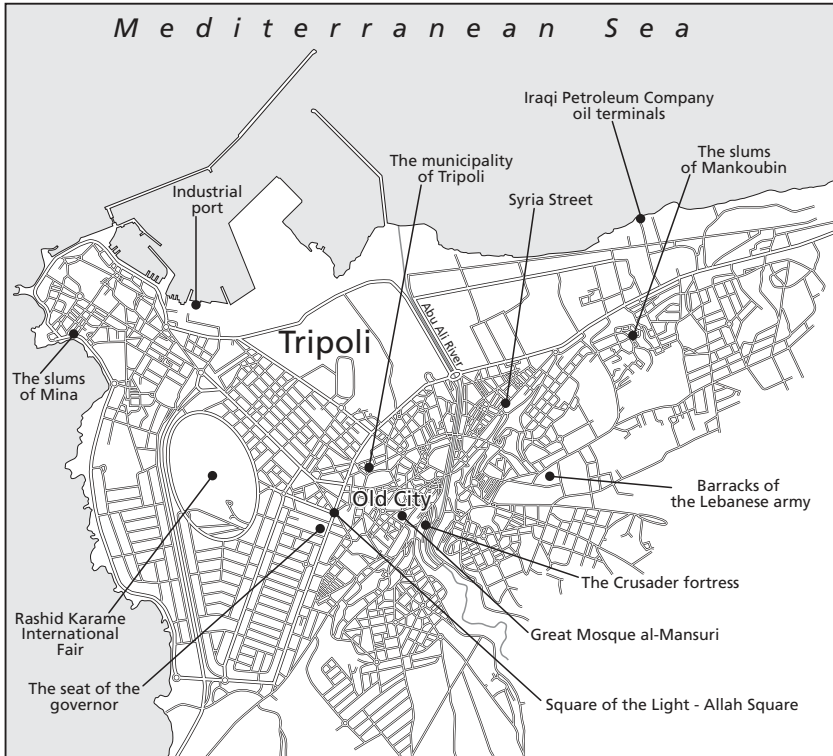 Mediterranean Sea
Iraqi Petroleum Company
oil terminals
The slums
of Mankoubin
The municipality
of Tripoli
Industrial
port
Syria Street
Abu Ali River
Tripoli
The slums
of Mina
Old City
Barracks of
the Lebanese army
The Crusader fortress
Rashid Karame
International
Fair
Great Mosque al-Mansuri
The seat of the
governor
Square of the Light - Allah Square